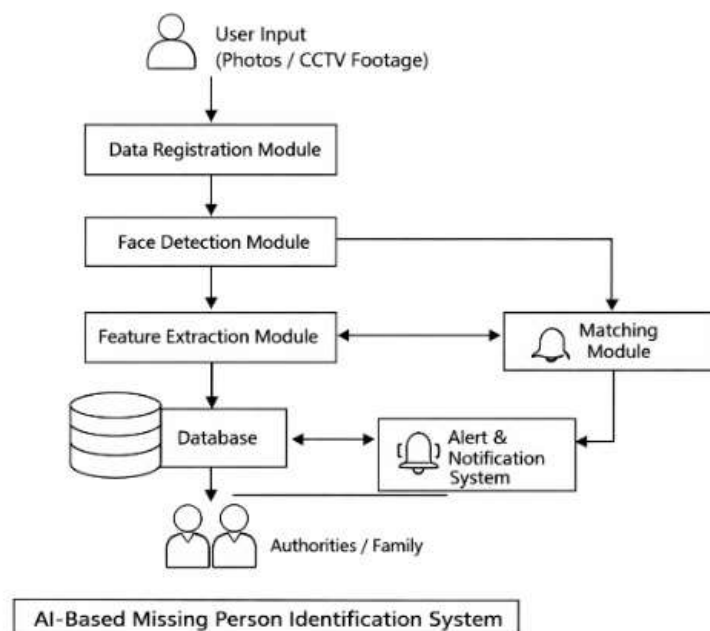 User Input
(Photos / CCTV Footage)
Data Registration Module
Face Detection Module
Feature Extraction Module
Matching
Module
Database
Alert &
Notification
System
Authorities / Family
AI-Based Missing Person Identification System